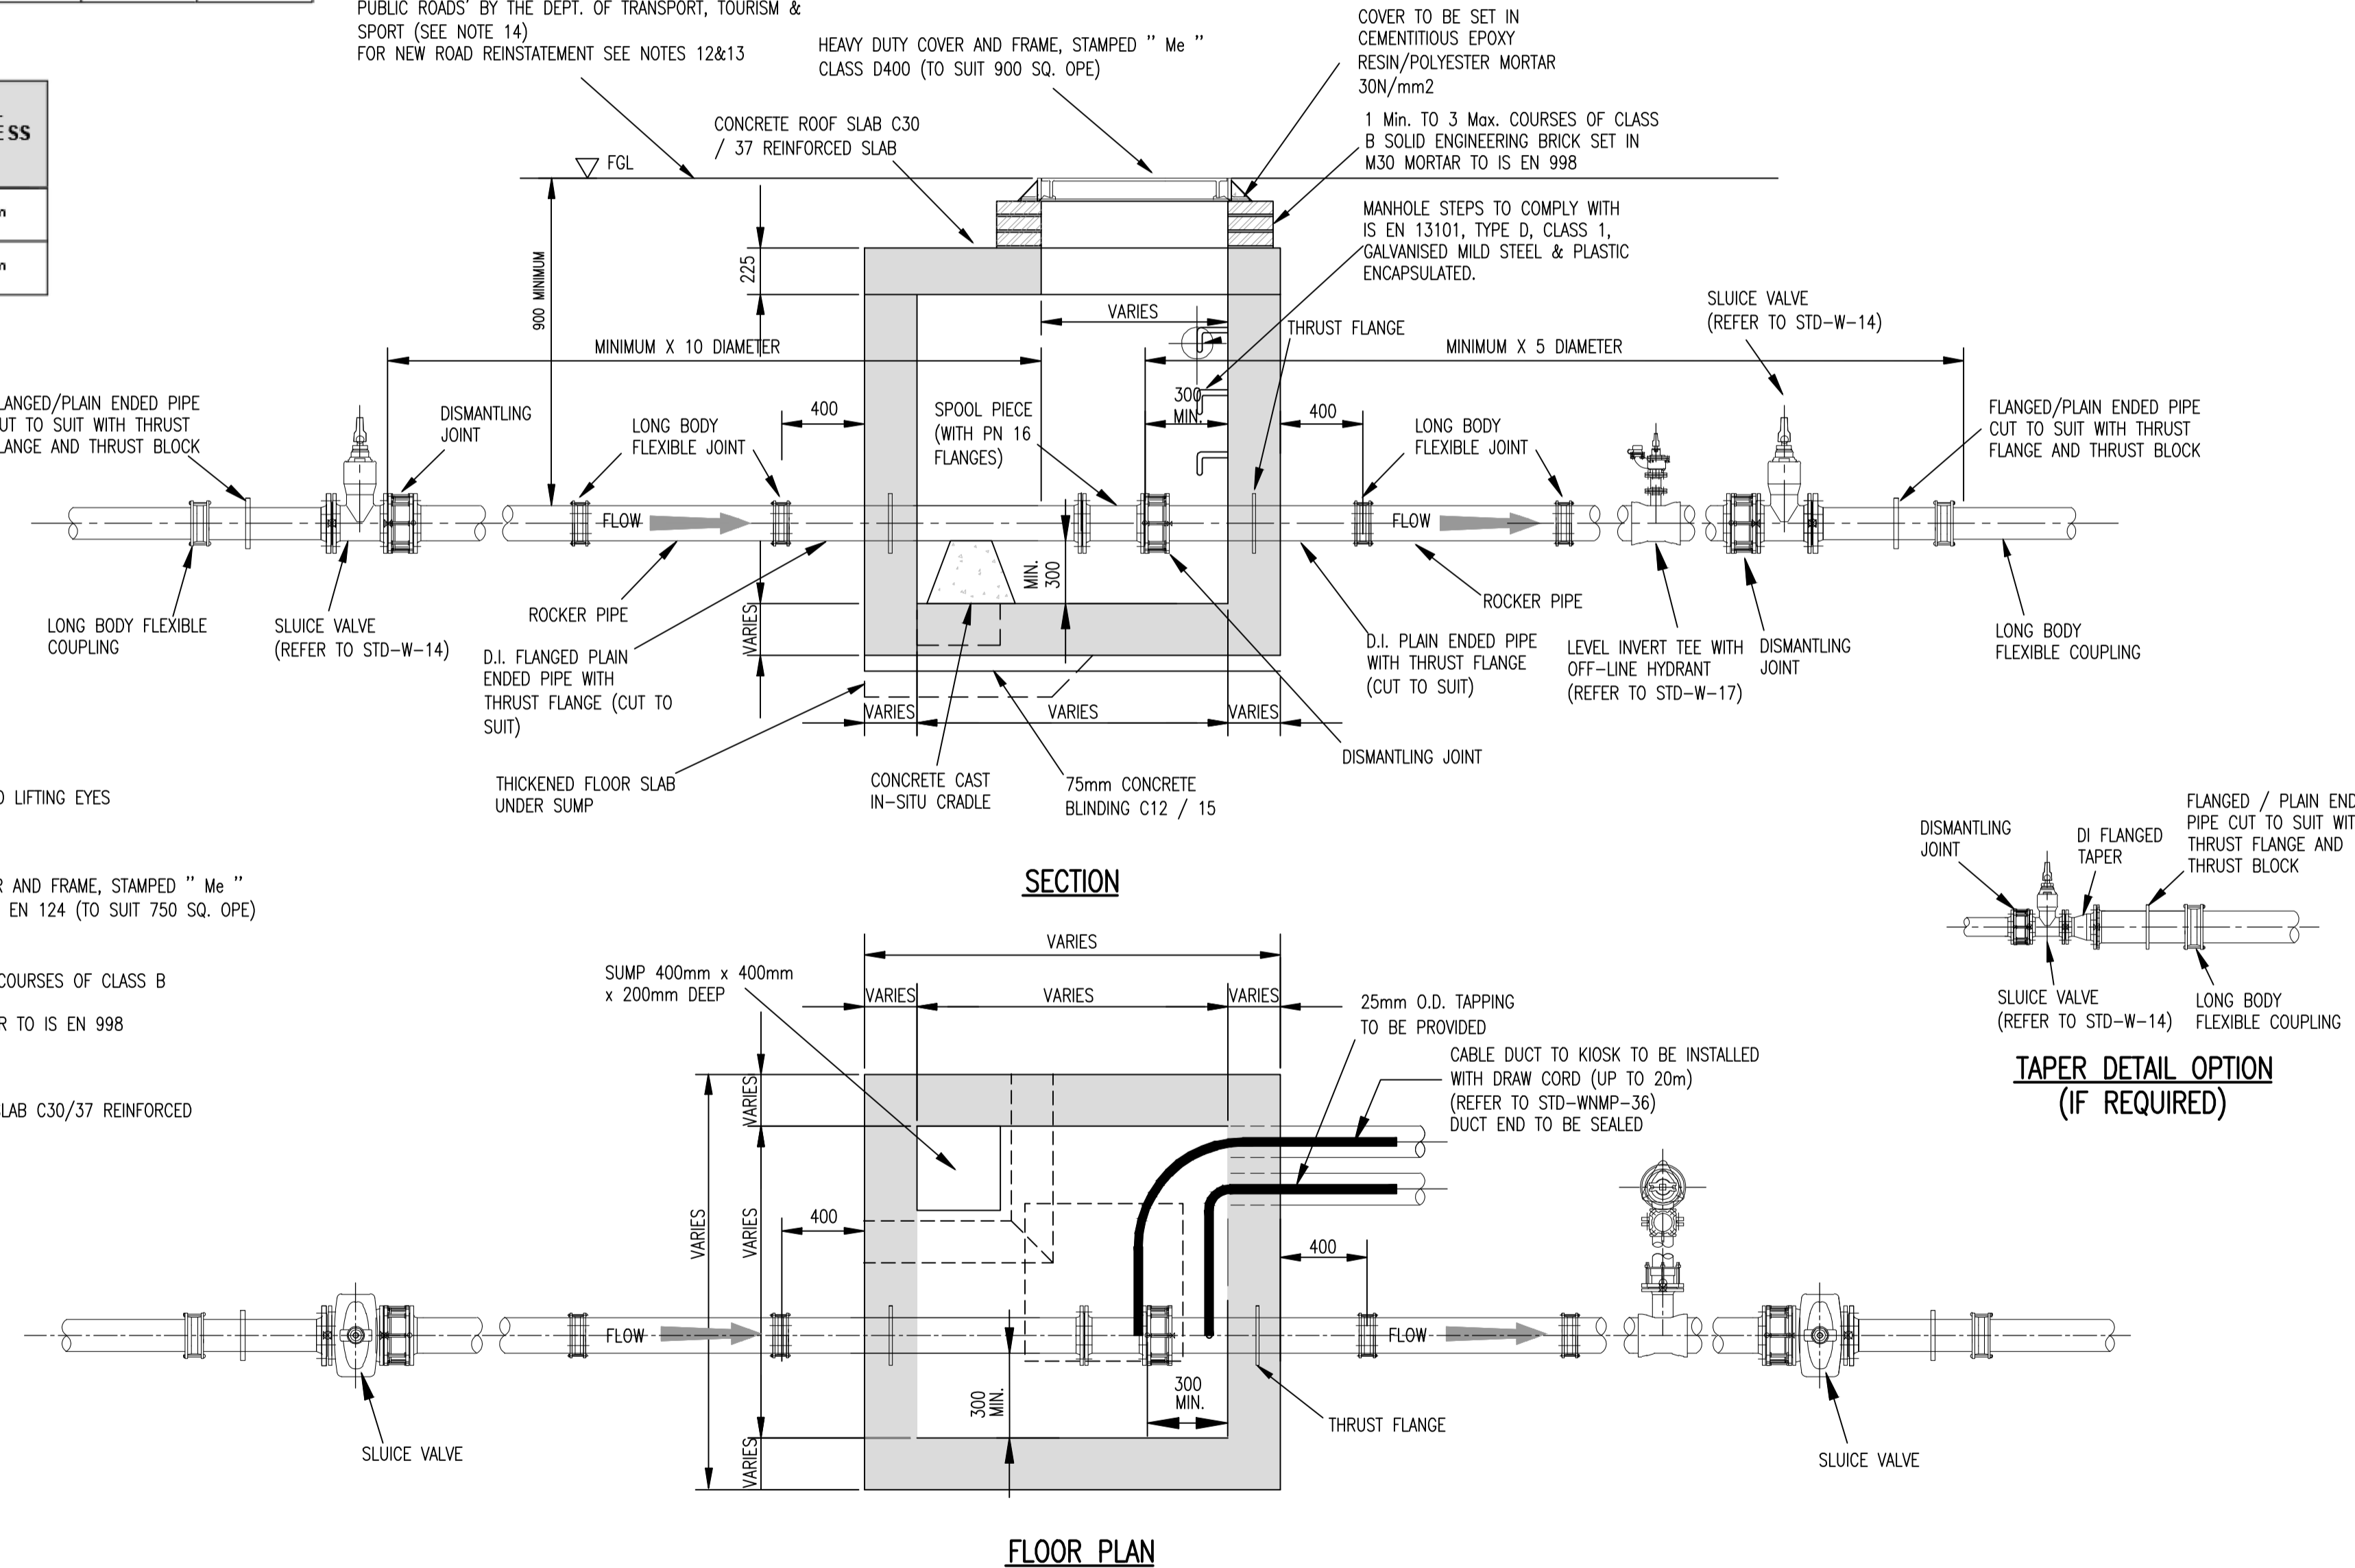 PUBLIC ROADS' BY THE DEPT. OF TRANSPORT, TOURISM &
SPORT (SEE NOTE 14)
FOR NEW ROAD REINSTATEMENT SEE NOTES 12&13
HEAVY DUTY COVER AND FRAME, STAMPED " Me "
CLASS D400 (TO SUIT 900 SQ. OPE)
COVER TO BE SET IN
CEMENTITIOUS EPOXY
RESIN/POLYESTER MORTAR
30N/mm2
1 Min. TO 3 Max. COURSES OF CLASS
B SOLID ENGINEERING BRICK SET IN
M30 MORTAR TO IS EN 998
CONCRETE ROOF SLAB C30
/ 37 REINFORCED SLAB
FGL
MANHOLE STEPS TO COMPLY WITH
IS EN 13101, TYPE D, CLASS 1,
GALVANISED MILD STEEL & PLASTIC
ENCAPSULATED.
900 MINIMUM
225
VARIES
THRUST FLANGE
SLUICE VALVE
(REFER TO STD-W-14)
MINIMUM X 10 DIAMETER
MINIMUM X 5 DIAMETER
LANGED/PLAIN ENDED PIPE
UT TO SUIT WITH THRUST
LANGE AND THRUST BLOCK
DISMANTLING
JOINT
LONG BODY
FLEXIBLE JOINT
400
SPOOL PIECE
(WITH PN 16
FLANGES)
300
MIN.
400
LONG BODY
FLEXIBLE JOINT
FLANGED/PLAIN ENDED PIPE
CUT TO SUIT WITH THRUST
FLANGE AND THRUST BLOCK
FLOW
FLOW
MIN.
300
VARIES
LONG BODY FLEXIBLE
COUPLING
SLUICE VALVE
(REFER TO STD-W-14)
ROCKER PIPE
D.I. FLANGED PLAIN
ENDED PIPE WITH
THRUST FLANGE (CUT TO
SUIT)
ROCKER PIPE
D.I. PLAIN ENDED PIPE
WITH THRUST FLANGE
(CUT TO SUIT)
LEVEL INVERT TEE WITH
OFF-LINE HYDRANT
(REFER TO STD-W-17)
DISMANTLING
JOINT
LONG BODY
FLEXIBLE COUPLING
VARIES
VARIES
VARIES
DISMANTLING JOINT
THICKENED FLOOR SLAB
UNDER SUMP
CONCRETE CAST
IN-SITU CRADLE
75mm CONCRETE
BLINDING C12 / 15
SECTION
LIFTING EYES
AND FRAME, STAMPED " Me "
EN 124 (TO SUIT 750 SQ. OPE)
COURSES OF CLASS B
TO IS EN 998
C30/37 REINFORCED
DISMANTLING
JOINT
DI FLANGED
TAPER
FLANGED / PLAIN END
PIPE CUT TO SUIT WIT
THRUST FLANGE AND
THRUST BLOCK
SLUICE VALVE
(REFER TO STD-W-14)
LONG BODY
FLEXIBLE COUPLING
TAPER DETAIL OPTION
(IF REQUIRED)
SUMP 400mm x 400mm
x 200mm DEEP
VARIES
VARIES
VARIES
VARIES
25mm O.D. TAPPING
TO BE PROVIDED
CABLE DUCT TO KIOSK TO BE INSTALLED
WITH DRAW CORD (UP TO 20m)
(REFER TO STD-WNMP-36)
DUCT END TO BE SEALED
VARIES
VARIES
VARIES
VARIES
400
400
FLOW
FLOW
300
MIN.
300
MIN.
THRUST FLANGE
SLUICE VALVE
SLUICE VALVE
FLOOR PLAN